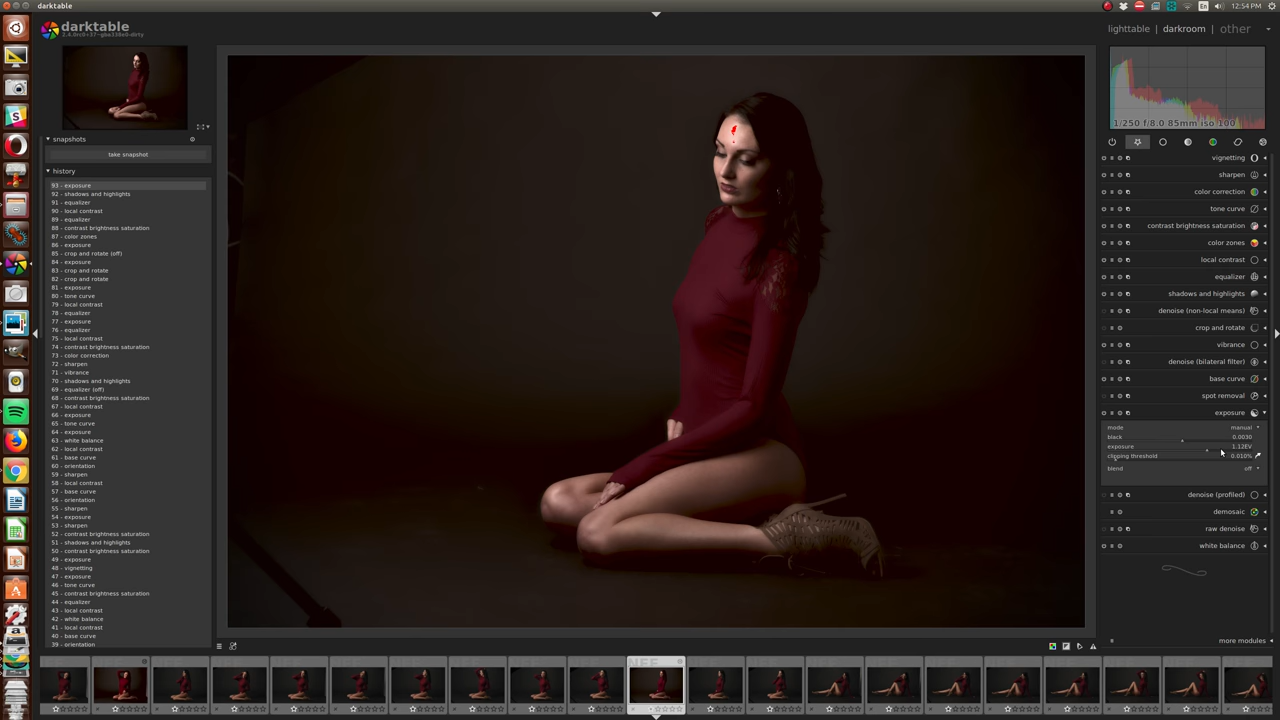 darktable
En
12:54 PM
darktable
2.4.0rc0+37~gba338e0-dirty
lighttable | darkroom | other
1/250 f/8.0 85mm iso 100
snapshots
take snapshot
history
93 - exposure
92 - shadows and highlights
91 - equalizer
90 - local contrast
89 - equalizer
88 - contrast brightness saturation
87 - color zones
86 - exposure
85 - crop and rotate (off)
84 - exposure
83 - crop and rotate
82 - crop and rotate
81 - exposure
80 - tone curve
79 - local contrast
78 - equalizer
77 - exposure
76 - equalizer
75 - local contrast
74 - contrast brightness saturation
73 - color correction
72 - sharpen
71 - vibrance
70 - shadows and highlights
69 - equalizer (off)
68 - contrast brightness saturation
67 - local contrast
66 - exposure
65 - tone curve
64 - exposure
63 - white balance
62 - local contrast
61 - base curve
60 - orientation
59 - sharpen
58 - local contrast
57 - base curve
56 - orientation
55 - sharpen
54 - exposure
53 - sharpen
52 - contrast brightness saturation
51 - shadows and highlights
50 - contrast brightness saturation
49 - exposure
48 - vignetting
47 - exposure
46 - tone curve
45 - contrast brightness saturation
44 - equalizer
43 - local contrast
42 - white balance
41 - local contrast
40 - base curve
39 - orientation
vignetting
sharpen
color correction
tone curve
contrast brightness saturation
color zones
local contrast
equalizer
shadows and highlights
denoise (non-local means)
crop and rotate
vibrance
denoise (bilateral filter)
base curve
spot removal
exposure
mode manual
black 0.0030
exposure 1.12EV
clipping threshold 0.010%
blend off
denoise (profiled)
demosaic
raw denoise
white balance
more modules
NEF